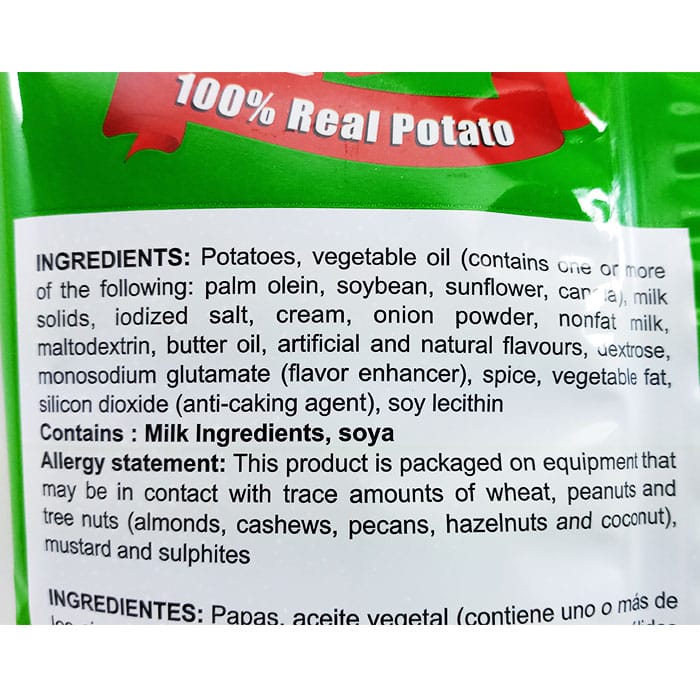 100% Real Potato
INGREDIENTS: Potatoes, vegetable oil (contains one or more
of the following: palm olein, soybean, sunflower, canola), milk
solids, iodized salt, cream, onion powder, nonfat milk,
maltodextrin, butter oil, artificial and natural flavours, dextrose,
monosodium glutamate (flavor enhancer), spice, vegetable fat,
silicon dioxide (anti-caking agent), soy lecithin
Contains : Milk Ingredients, soya
Allergy statement: This product is packaged on equipment that
may be in contact with trace amounts of wheat, peanuts and
tree nuts (almonds, cashews, pecans, hazelnuts and coconut),
mustard and sulphites
INGREDIENTES: Papas, aceite vegetal (contiene uno o más de